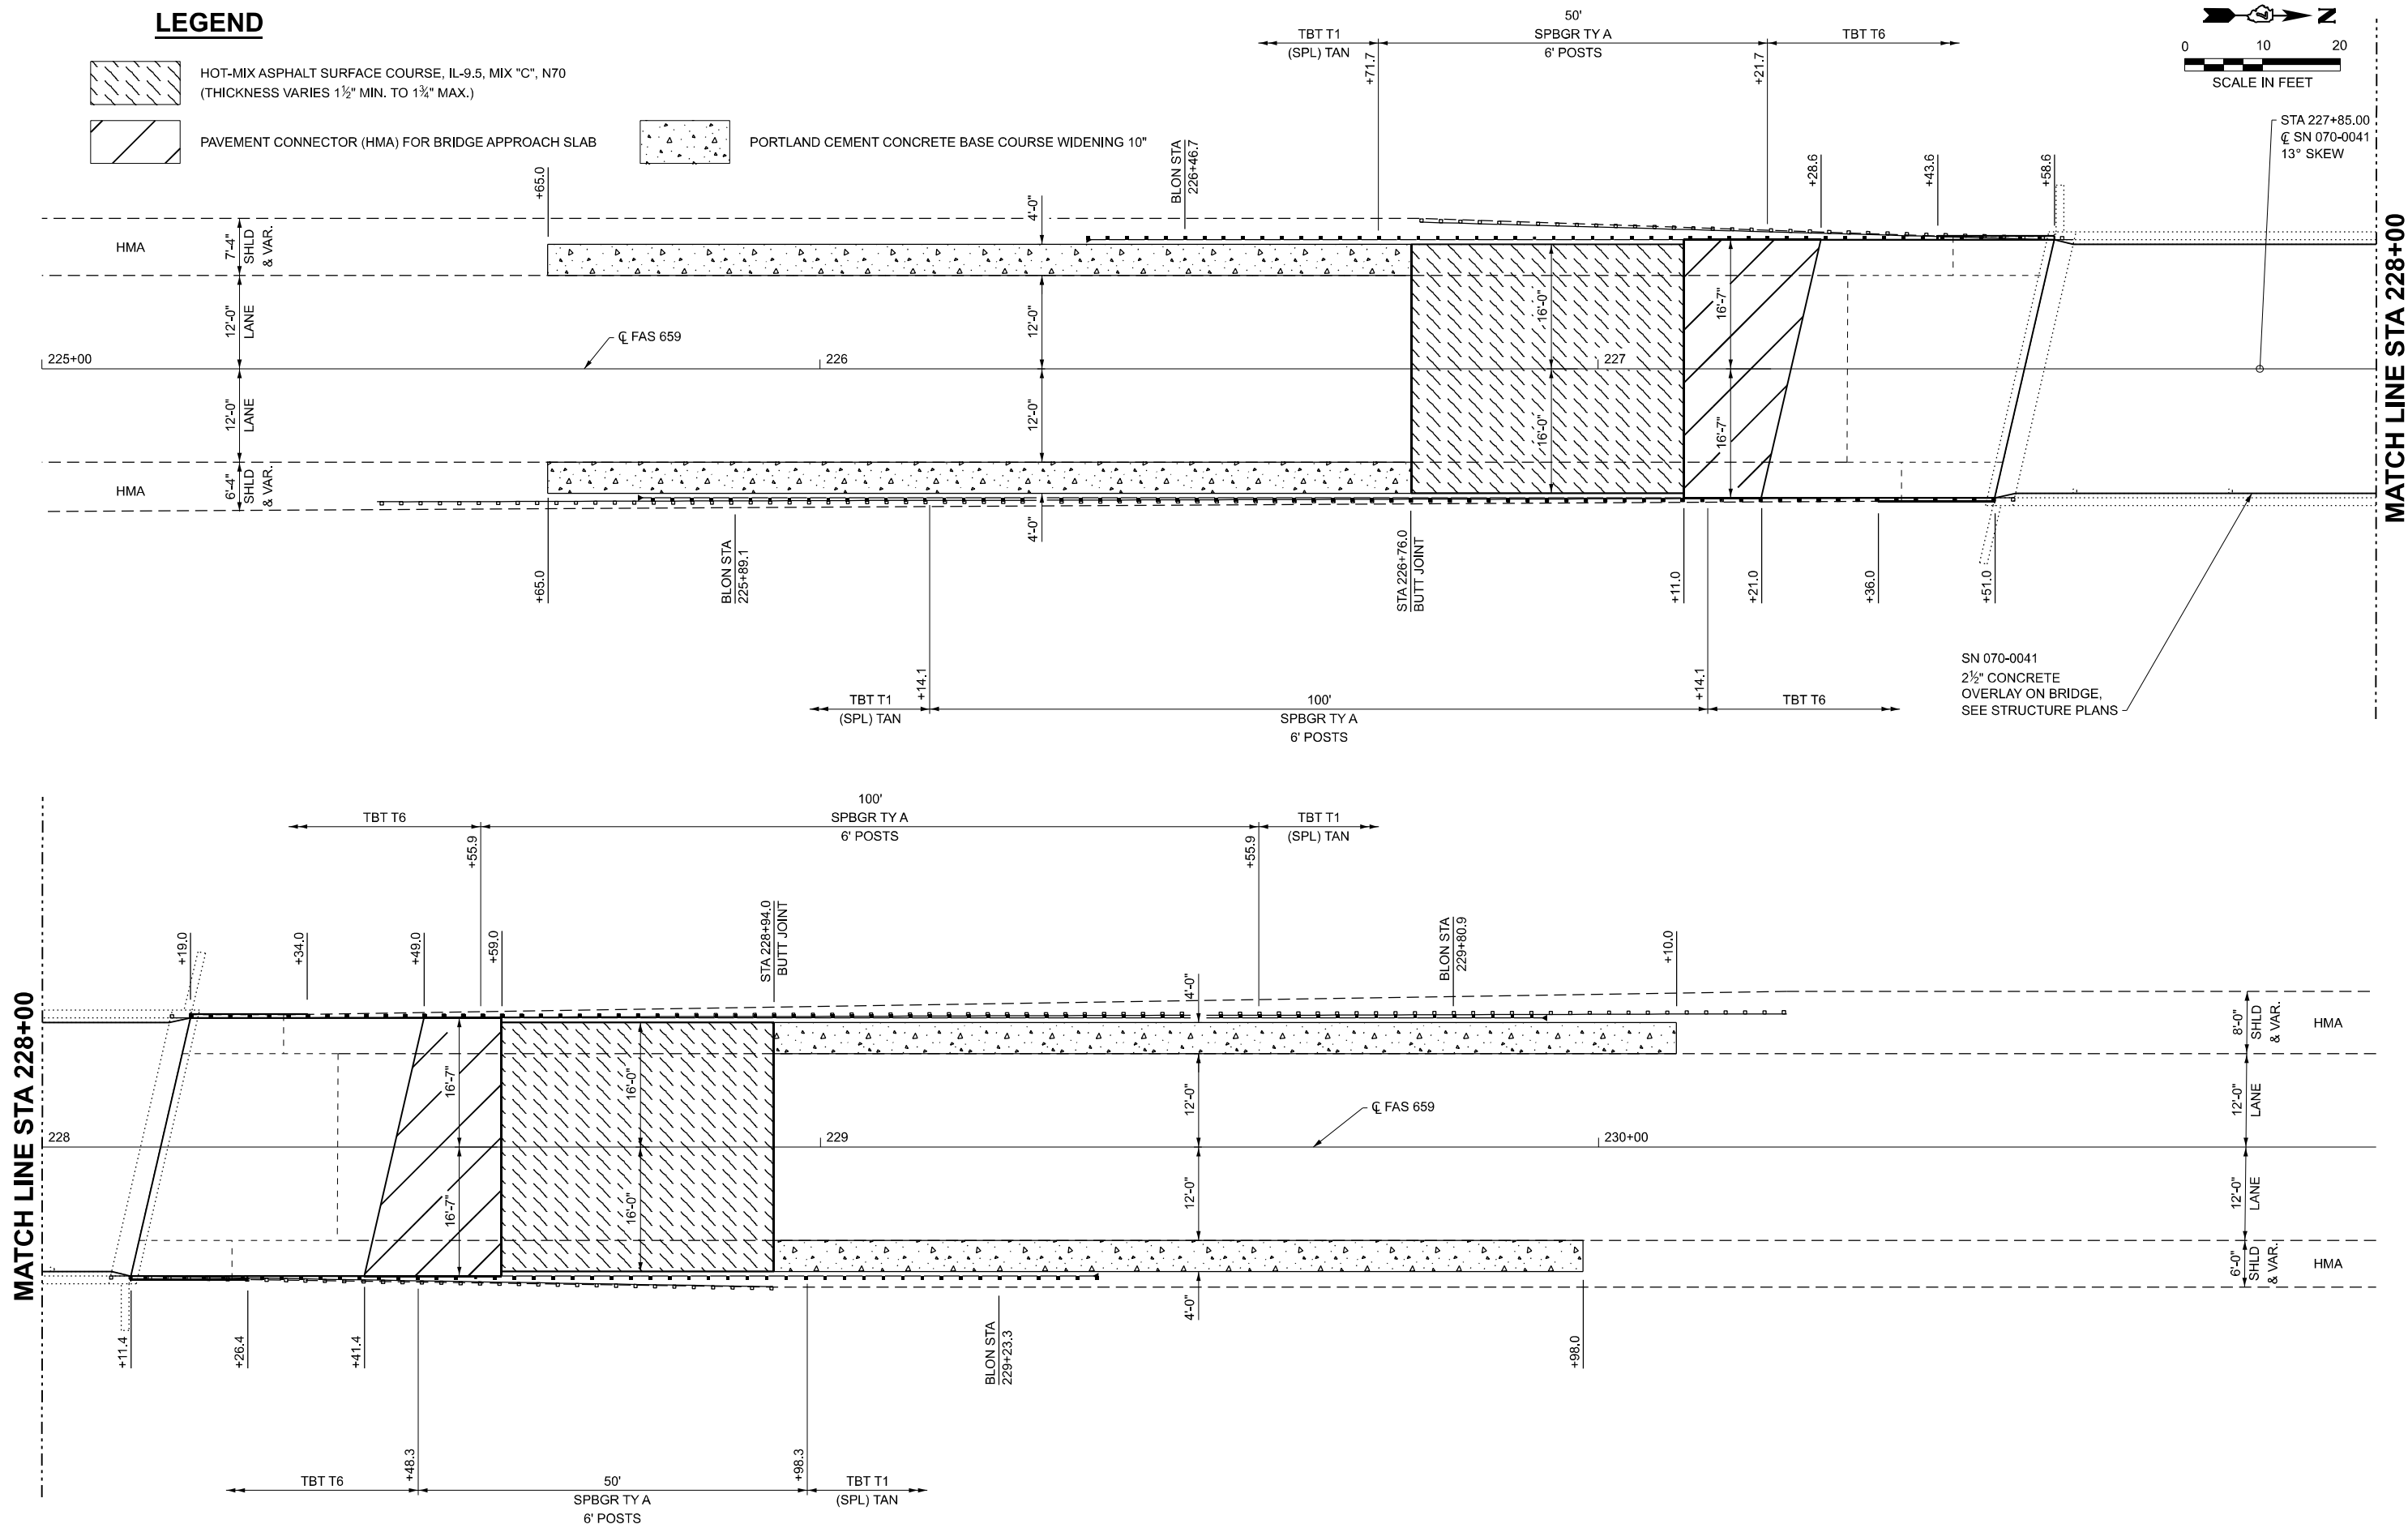 LEGEND
HOT-MIX ASPHALT SURFACE COURSE, IL-9.5, MIX "C", N70
(THICKNESS VARIES 1½" MIN. TO 1¾" MAX.)
PAVEMENT CONNECTOR (HMA) FOR BRIDGE APPROACH SLAB
PORTLAND CEMENT CONCRETE BASE COURSE WIDENING 10"
TBT T1
(SPL) TAN
50'
SPBGR TY A
6' POSTS
TBT T6
+71.7
+21.7
N
0 10 20
SCALE IN FEET
STA 227+85.00
℄ SN 070-0041
13° SKEW
+65.0
BLON STA
226+46.7
+28.6
+43.6
+58.6
HMA
7'-4"
SHLD
& VAR.
4'-0"
12'-0"
LANE
12'-0"
16'-0"
16'-7"
℄ FAS 659
225+00
226
227
12'-0"
LANE
12'-0"
16'-0"
16'-7"
HMA
6'-4"
SHLD
& VAR.
4'-0"
MATCH LINE STA 228+00
+65.0
BLON STA
225+89.1
STA 226+76.0
BUTT JOINT
+11.0
+21.0
+36.0
+51.0
+14.1
+14.1
TBT T1
(SPL) TAN
100'
SPBGR TY A
6' POSTS
TBT T6
SN 070-0041
2½" CONCRETE
OVERLAY ON BRIDGE,
SEE STRUCTURE PLANS
TBT T6
100'
SPBGR TY A
6' POSTS
TBT T1
(SPL) TAN
+55.9
+55.9
+19.0
+34.0
+49.0
+59.0
STA 228+94.0
BUTT JOINT
BLON STA
229+80.9
+10.0
MATCH LINE STA 228+00
4'-0"
8'-0"
SHLD
& VAR.
HMA
16'-7"
16'-0"
12'-0"
12'-0"
LANE
℄ FAS 659
228
229
230+00
16'-7"
16'-0"
12'-0"
12'-0"
LANE
4'-0"
6'-0"
SHLD
& VAR.
HMA
+11.4
+26.4
+41.4
BLON STA
229+23.3
+98.0
+48.3
+98.3
TBT T6
50'
SPBGR TY A
6' POSTS
TBT T1
(SPL) TAN